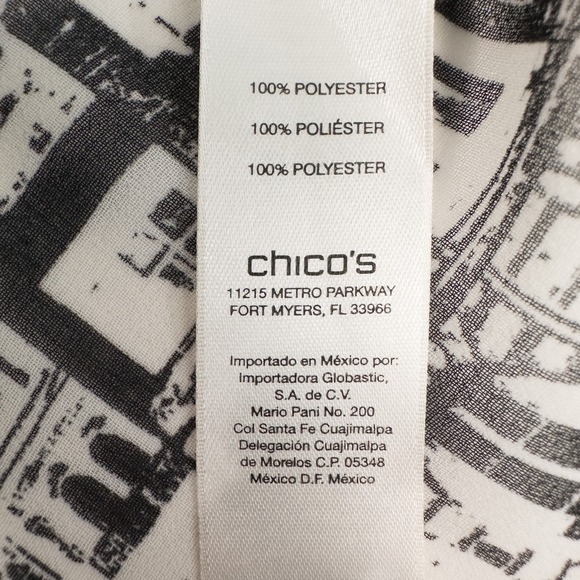 100% POLYESTER
100% POLIÉSTER
100% POLYESTER
chico's
11215 METRO PARKWAY
FORT MYERS, FL 33966
Importado en México por:
Importadora Globastic,
S.A. de C.V.
Mario Pani No. 200
Col Santa Fe Cuajimalpa
Delegación Cuajimalpa
de Morelos C.P. 05348
México D.F. México